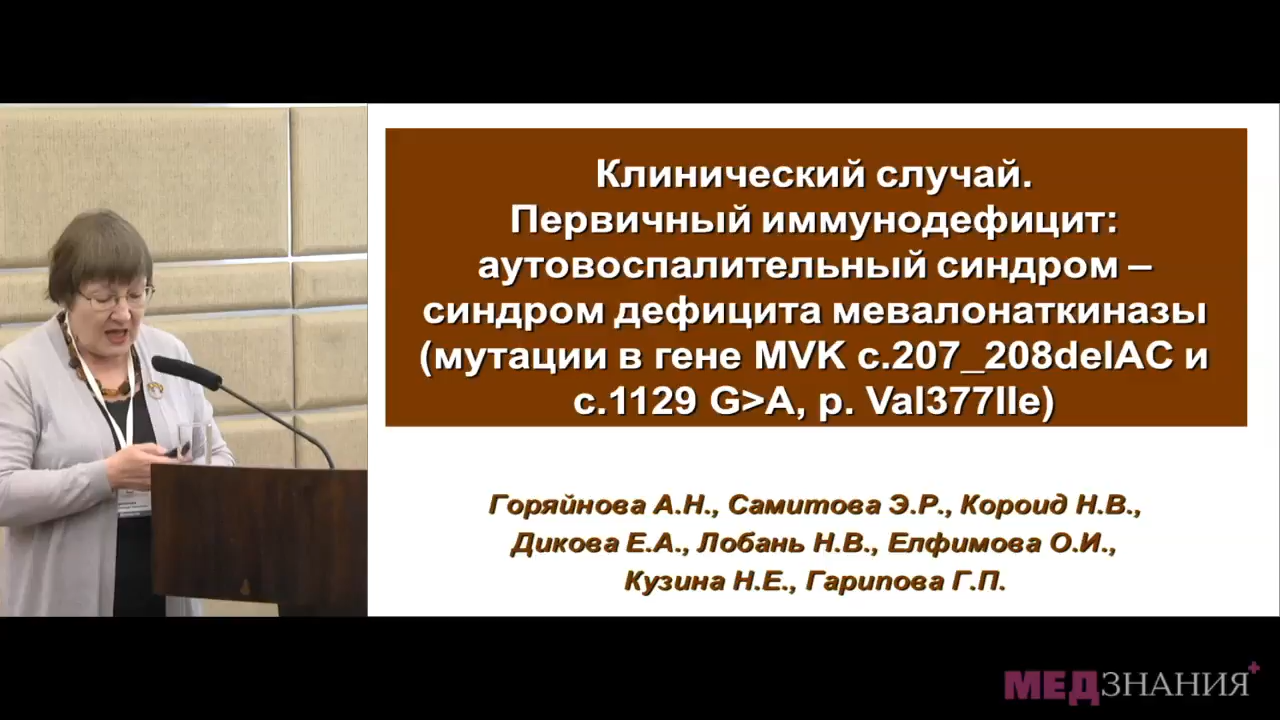 Клинический случай.
Первичный иммунодефицит:
аутовоспалительный синдром –
синдром дефицита мевалонаткиназы
(мутации в гене MVK c.207_208delAC и
c.1129 G>A, p. Val377Ile)
Горяйнова А.Н., Самитова Э.Р., Короид Н.В.,
Дикова Е.А., Лобань Н.В., Елфимова О.И.,
Кузина Н.Е., Гарипова Г.П.
МЕДЗНАНИЯ+